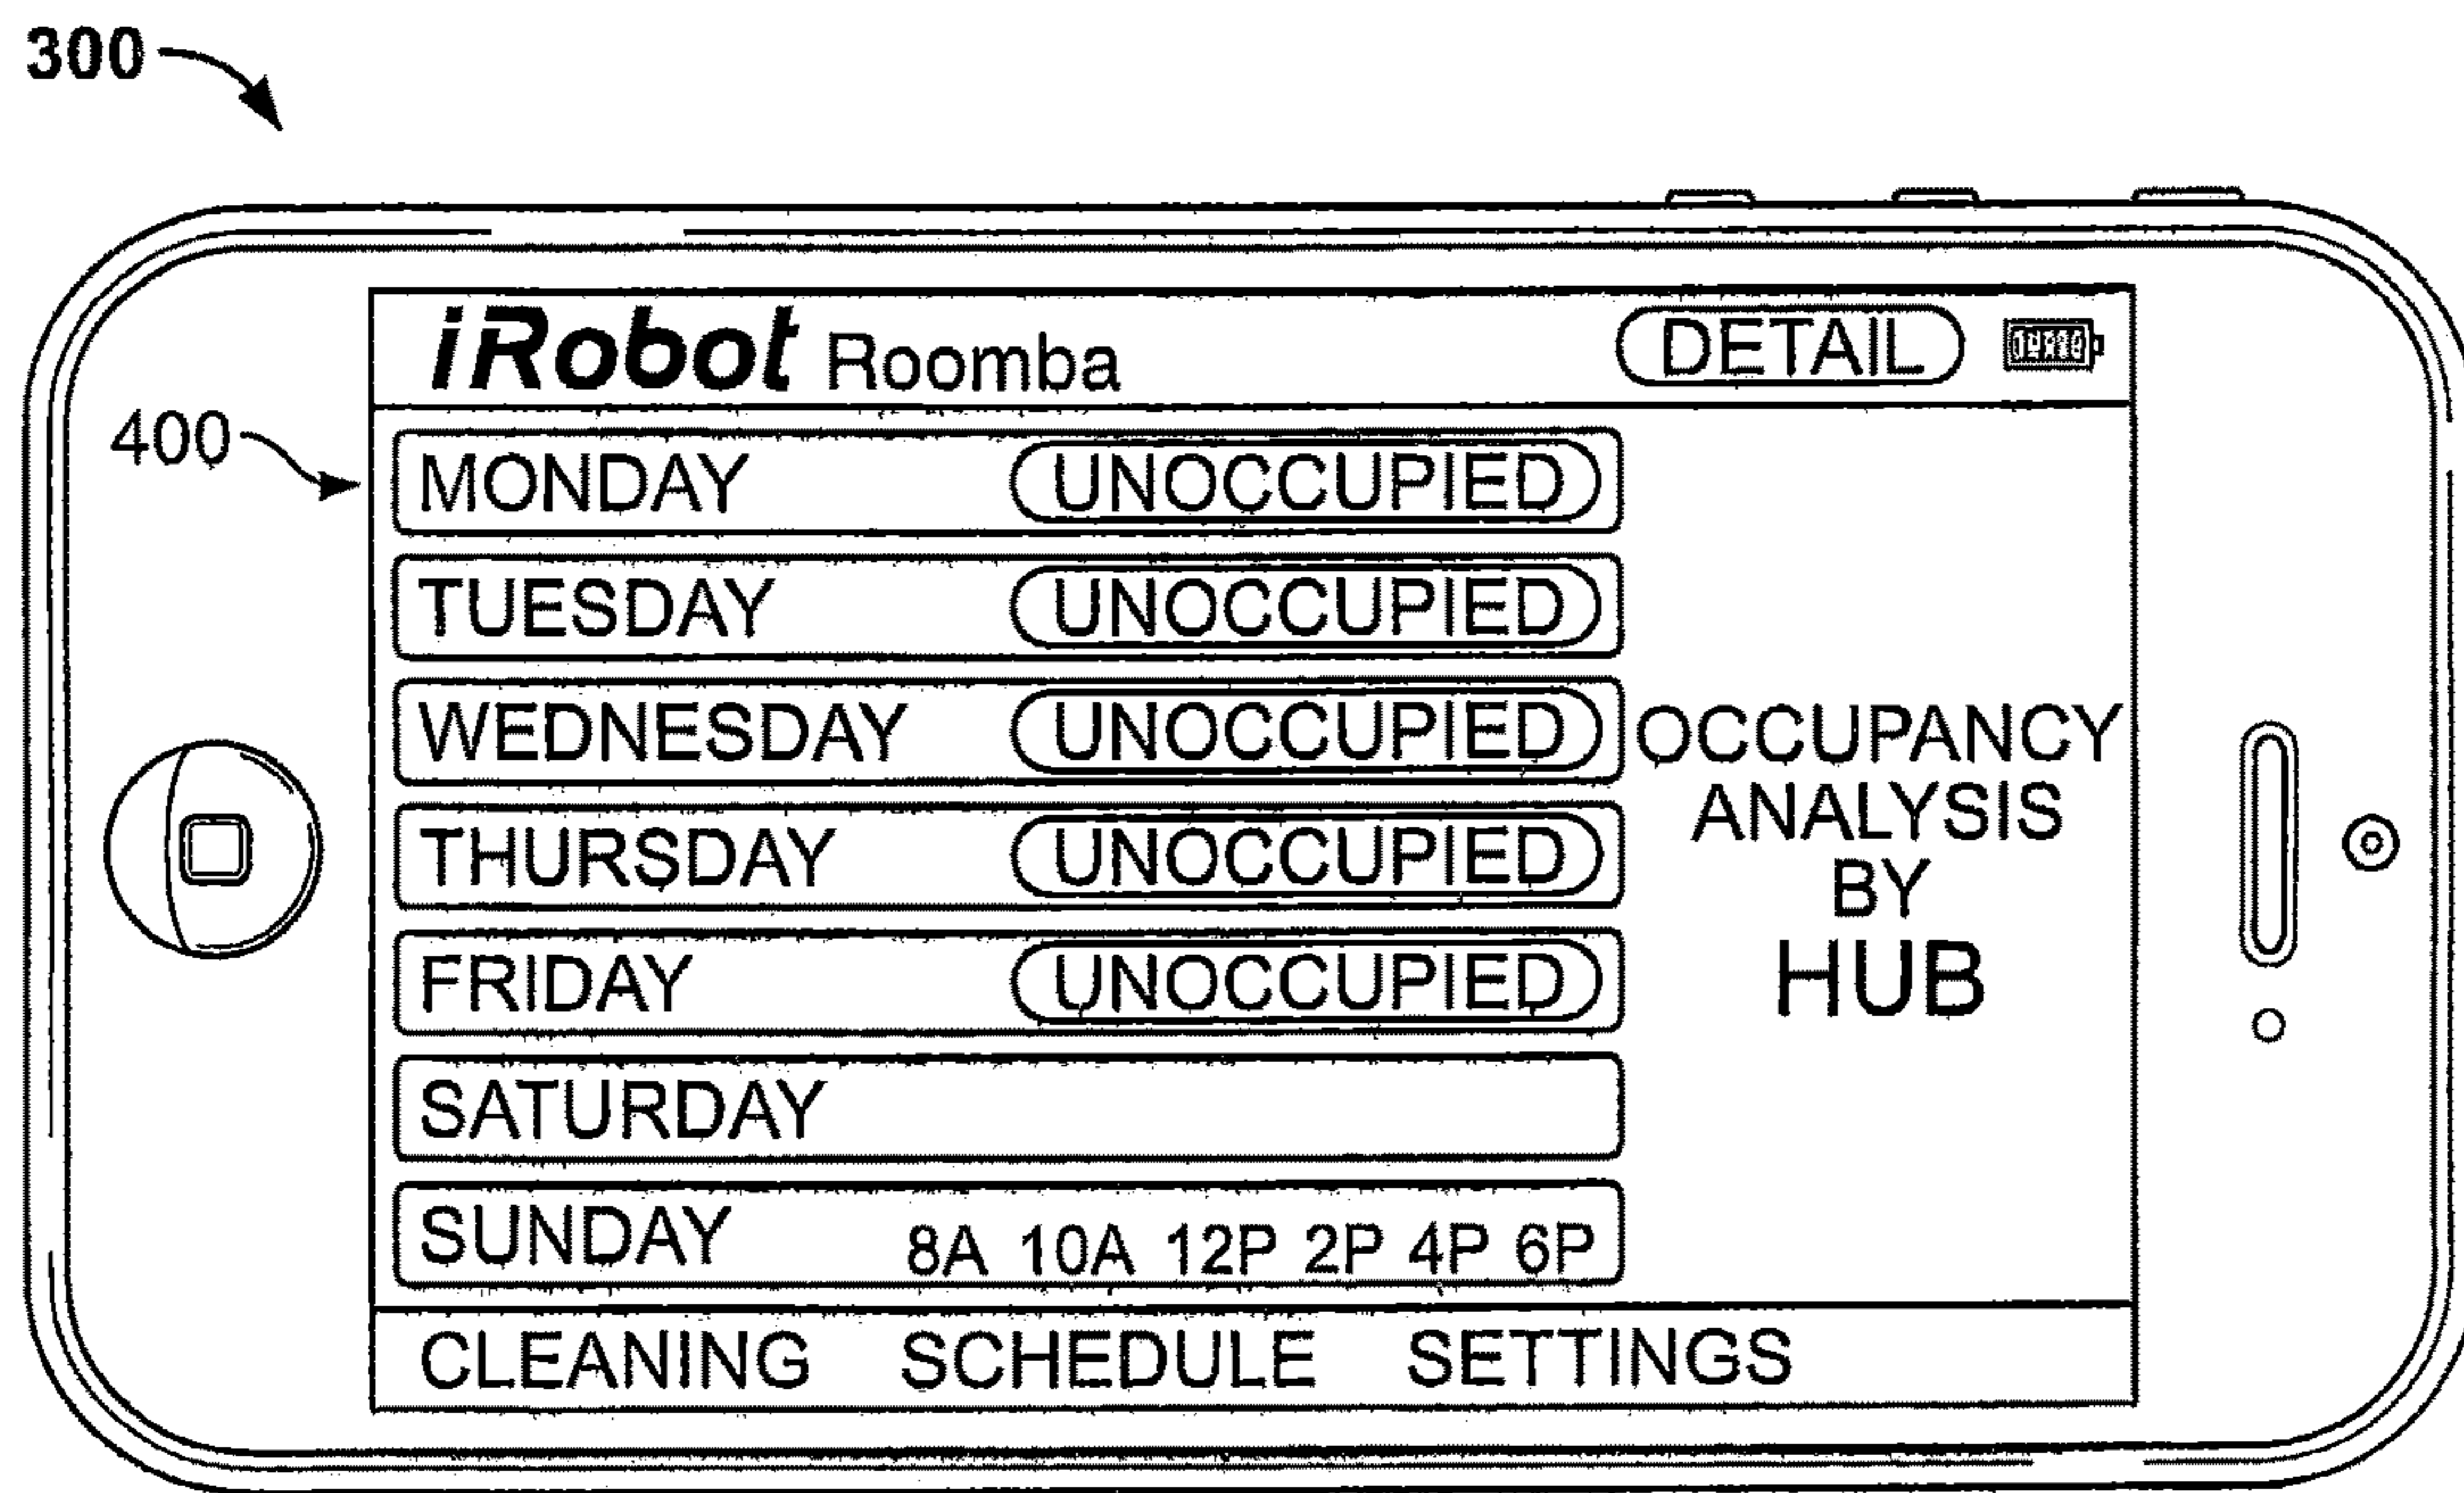 300
iRobot Roomba DETAIL
400
MONDAY UNOCCUPIED
TUESDAY UNOCCUPIED
WEDNESDAY UNOCCUPIED
THURSDAY UNOCCUPIED
FRIDAY UNOCCUPIED
SATURDAY
SUNDAY 8A 10A 12P 2P 4P 6P
OCCUPANCY
ANALYSIS
BY
HUB
CLEANING SCHEDULE SETTINGS